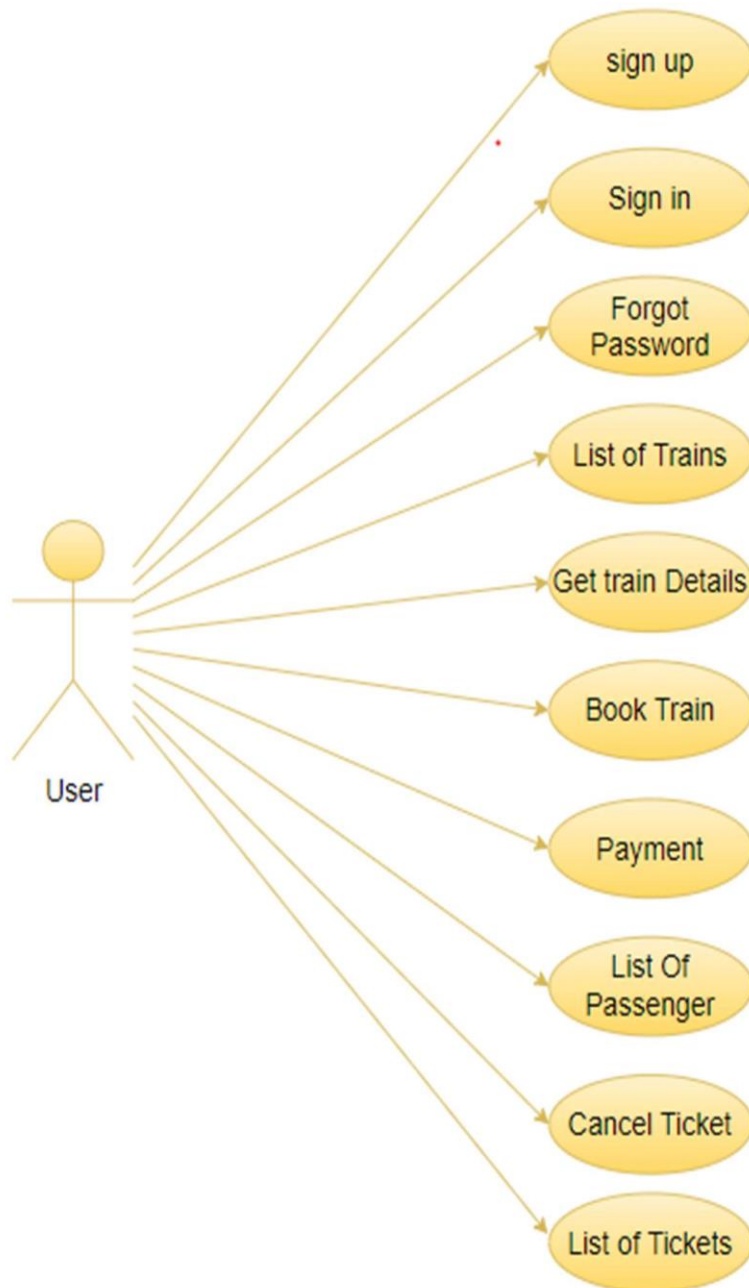 sign up
Sign in
Forgot
Password
List of Trains
Get train Details
Book Train
User
Payment
List Of
Passenger
Cancel Ticket
List of Tickets